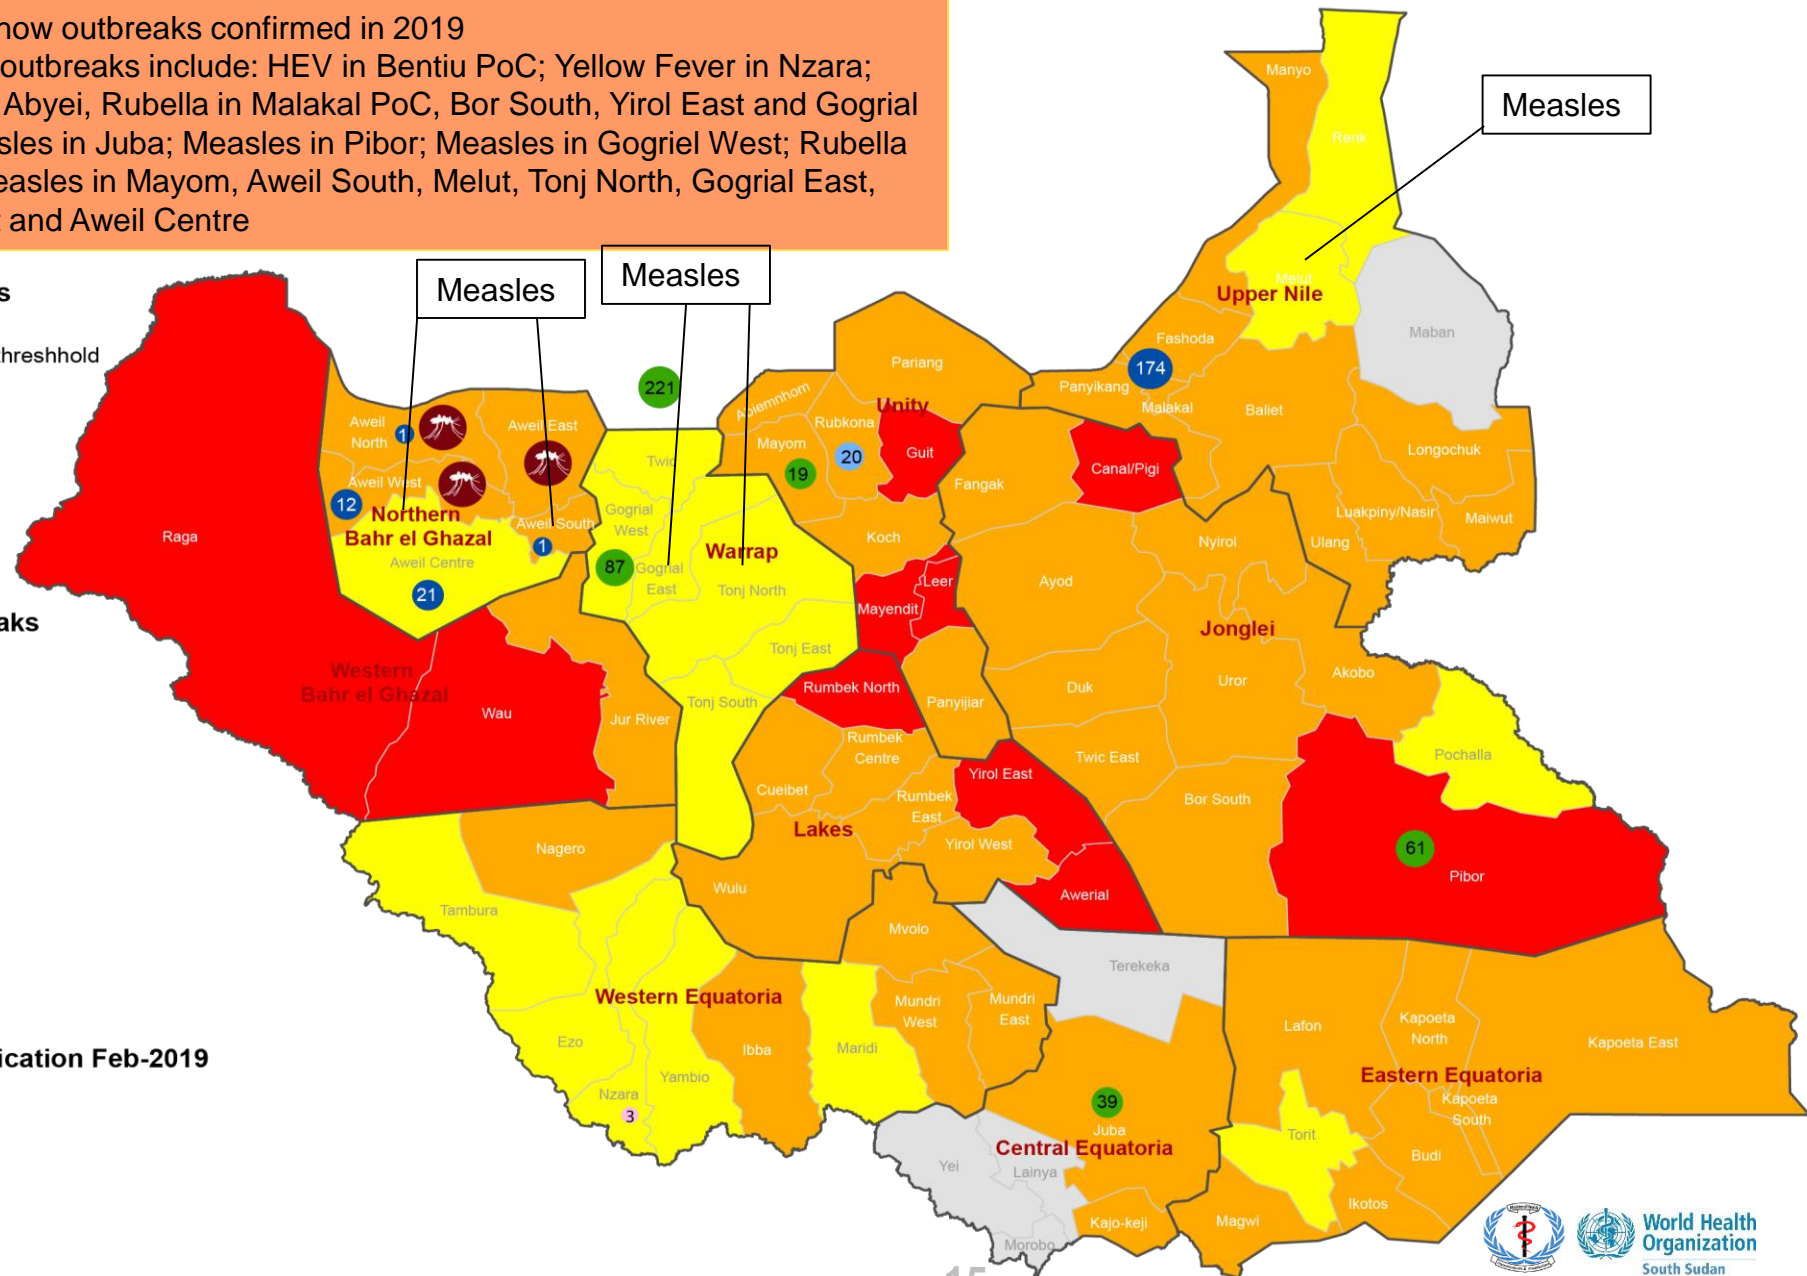 now outbreaks confirmed in 2019
outbreaks include: HEV in Bentiu PoC; Yellow Fever in Nzara;
Abyei, Rubella in Malakal PoC, Bor South, Yirol East and Gogrial
sles in Juba; Measles in Pibor; Measles in Gogriel West; Rubella
easles in Mayom, Aweil South, Melut, Tonj North, Gogrial East,
t and Aweil Centre
Manyo
Measles
Renk
Measles
Measles
s
Melut
Upper Nile
threshhold
Maban
Fashoda
174
Pariang
221
Panyikang
Abiemnhom
Unity
Malakal
Baliet
Aweil
North
1
Aweil East
Rubkona
Mayom
Guit
Longochuk
20
19
Twic
Canal/Pigi
Aweil West
Fangak
12
Northern
Bahr el Ghazal
Gogrial
West
Luakpiny/Nasir
Maiwut
Aweil South
1
Raga
Koch
Nyirol
Ulang
Warrap
Aweil Centre
87
Gogrial
East
Tonj North
Leer
Ayod
21
Mayendit
aks
Jonglei
Tonj East
Western
Bahr el Ghazal
Rumbek North
Duk
Uror
Akobo
Tonj South
Panyijiar
Wau
Jur River
Rumbek
Centre
Twic East
Pochalla
Yirol East
Cueibet
Rumbek
East
Bor South
Lakes
Nagero
Yirol West
61
Pibor
Wulu
Awerial
Tambura
Mvolo
Terekeka
Western Equatoria
Mundri
West
Mundri
East
Lafon
Kapoeta
North
Ezo
Ibba
Maridi
Kapoeta East
ication Feb-2019
Yambio
Eastern Equatoria
Nzara
3
39
Juba
Kapoeta
South
Central Equatoria
Torit
Budi
Yei
Lainya
Ikotos
Kajo-keji
Magwi
Morobo
World Health
Organization
South Sudan
15